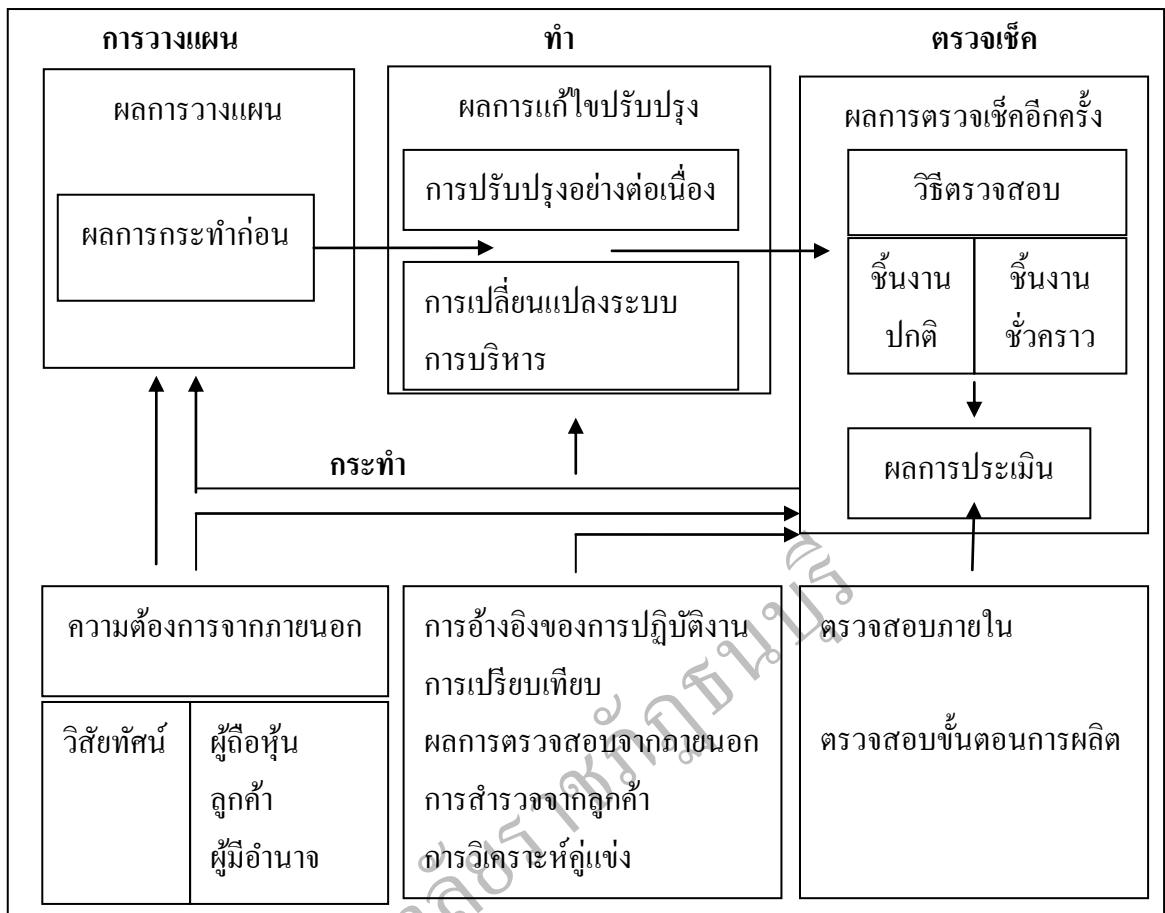 การวางแผน
ทำ
ตรวจเช็ค
ผลการวางแผน
ผลการกระทำก่อน
ผลการแก้ไขปรับปรุง
การปรับปรุงอย่างต่อเนื่อง
การเปลี่ยนแปลงระบบ
การบริหาร
ผลการตรวจเช็คอีกครั้ง
วิธีตรวจสอบ
ชิ้นงาน
ปกติ
ชิ้นงาน
ชั่วคราว
ผลการประเมิน
กระทำ
ความต้องการจากภายนอก
วิสัยทัศน์
ผู้ถือหุ้น
ลูกค้า
ผู้มีอำนาจ
การอ้างอิงของการปฏิบัติงาน
การเปรียบเทียบ
ผลการตรวจสอบจากภายนอก
การสำรวจจากลูกค้า
การวิเคราะห์คู่แข่ง
ตรวจสอบภายใน
ตรวจสอบขั้นตอนการผลิต
ลัยราชภัฏธนบุรี